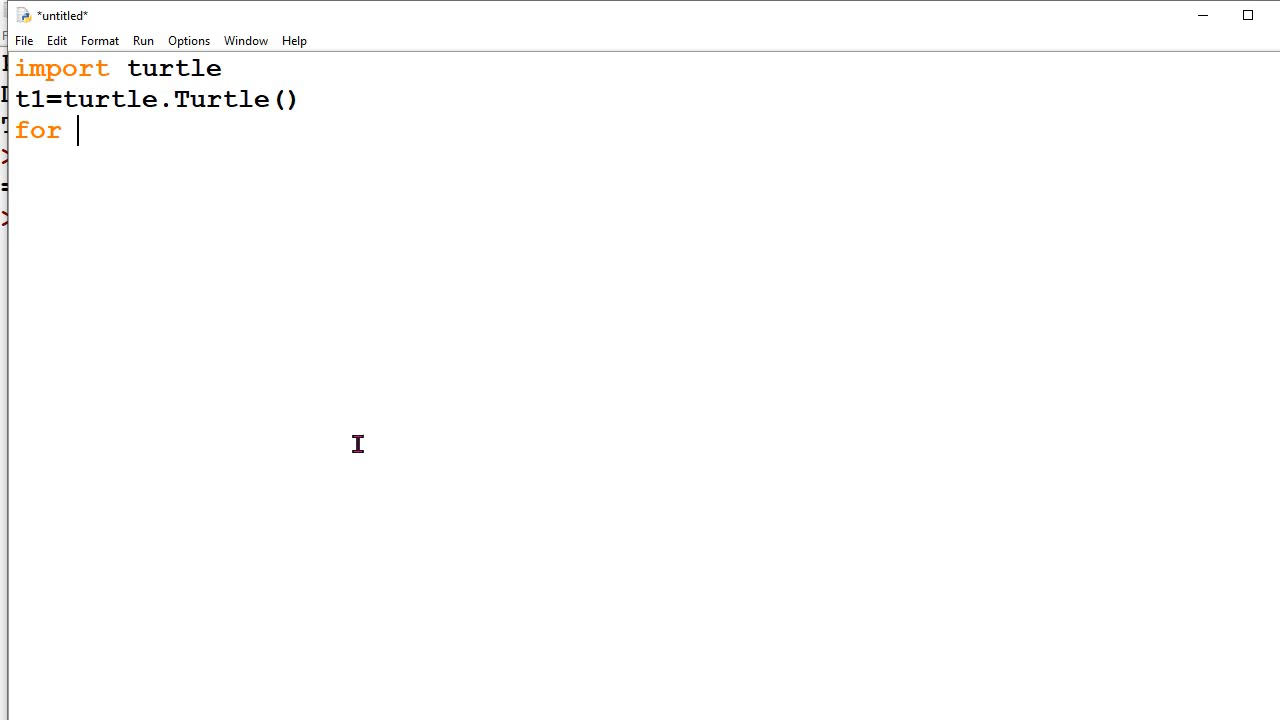 *untitled*
File Edit Format Run Options Window Help
import turtle
t1=turtle.Turtle()
for